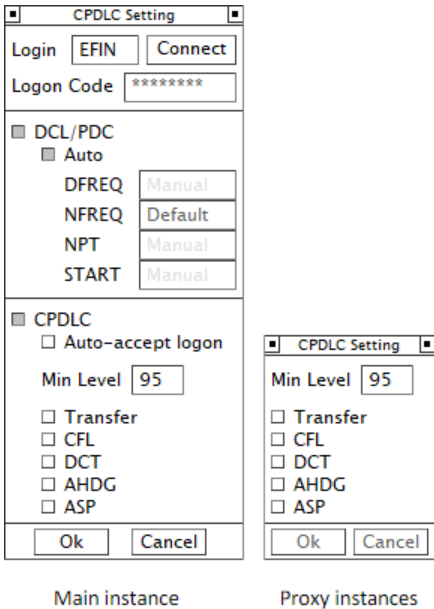 CPDLC Setting
Login EFIN Connect
Logon Code ********
DCL/PDC
Auto
DFREQ Manual
NFREQ Default
NPT Manual
START Manual
CPDLC
Auto-accept logon
Min Level 95
Transfer
CFL
DCT
AHDG
ASP
Ok Cancel
Main instance
CPDLC Setting
Min Level 95
Transfer
CFL
DCT
AHDG
ASP
Ok Cancel
Proxy instances